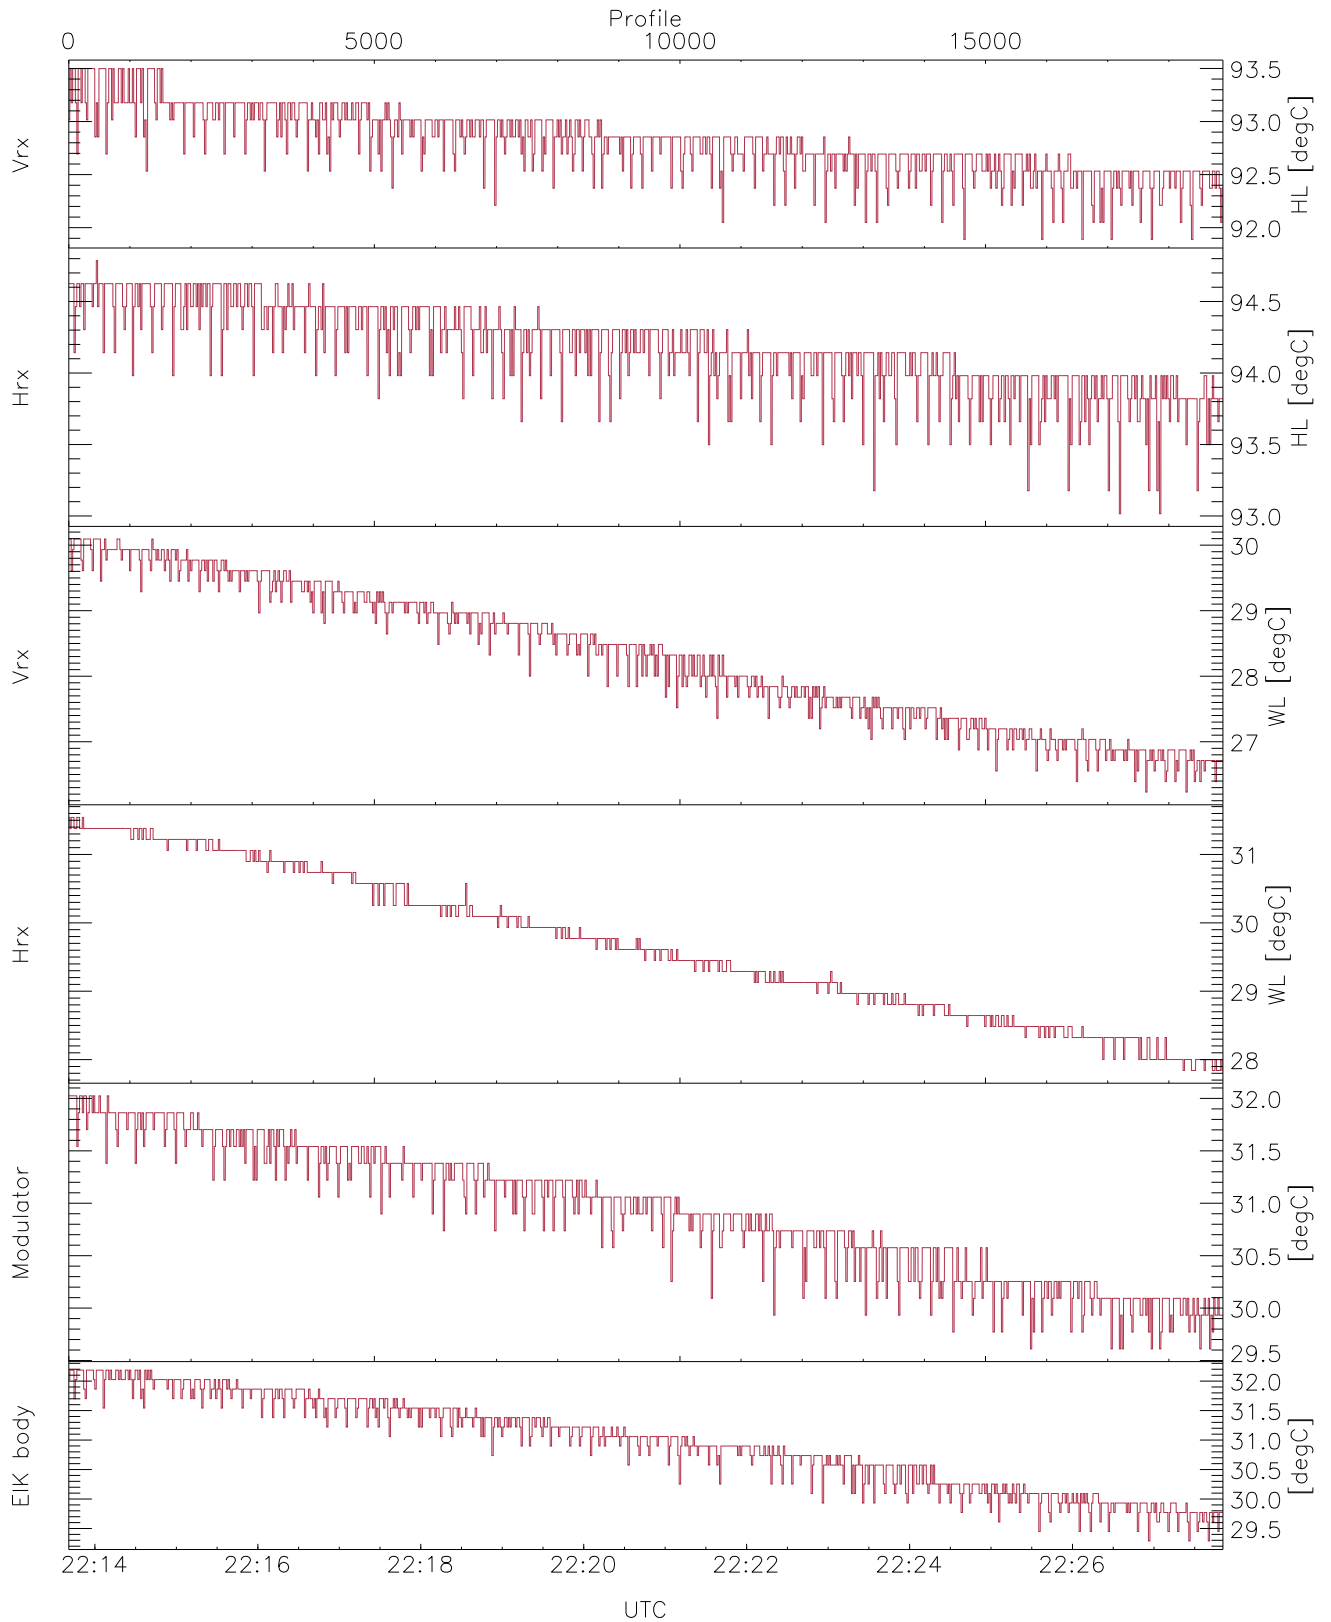 Profile
0 5000 10000 15000
Vrx
93.5
93.0
92.5
92.0
HL [degC]
Hrx
94.5
94.0
93.5
93.0
HL [degC]
Vrx
30
29
28
27
WL [degC]
Hrx
31
30
29
28
WL [degC]
Modulator
32.0
31.5
31.0
30.5
30.0
29.5
[degC]
EIK body
32.0
31.5
31.0
30.5
30.0
29.5
[degC]
22:14 22:16 22:18 22:20 22:22 22:24 22:26
UTC